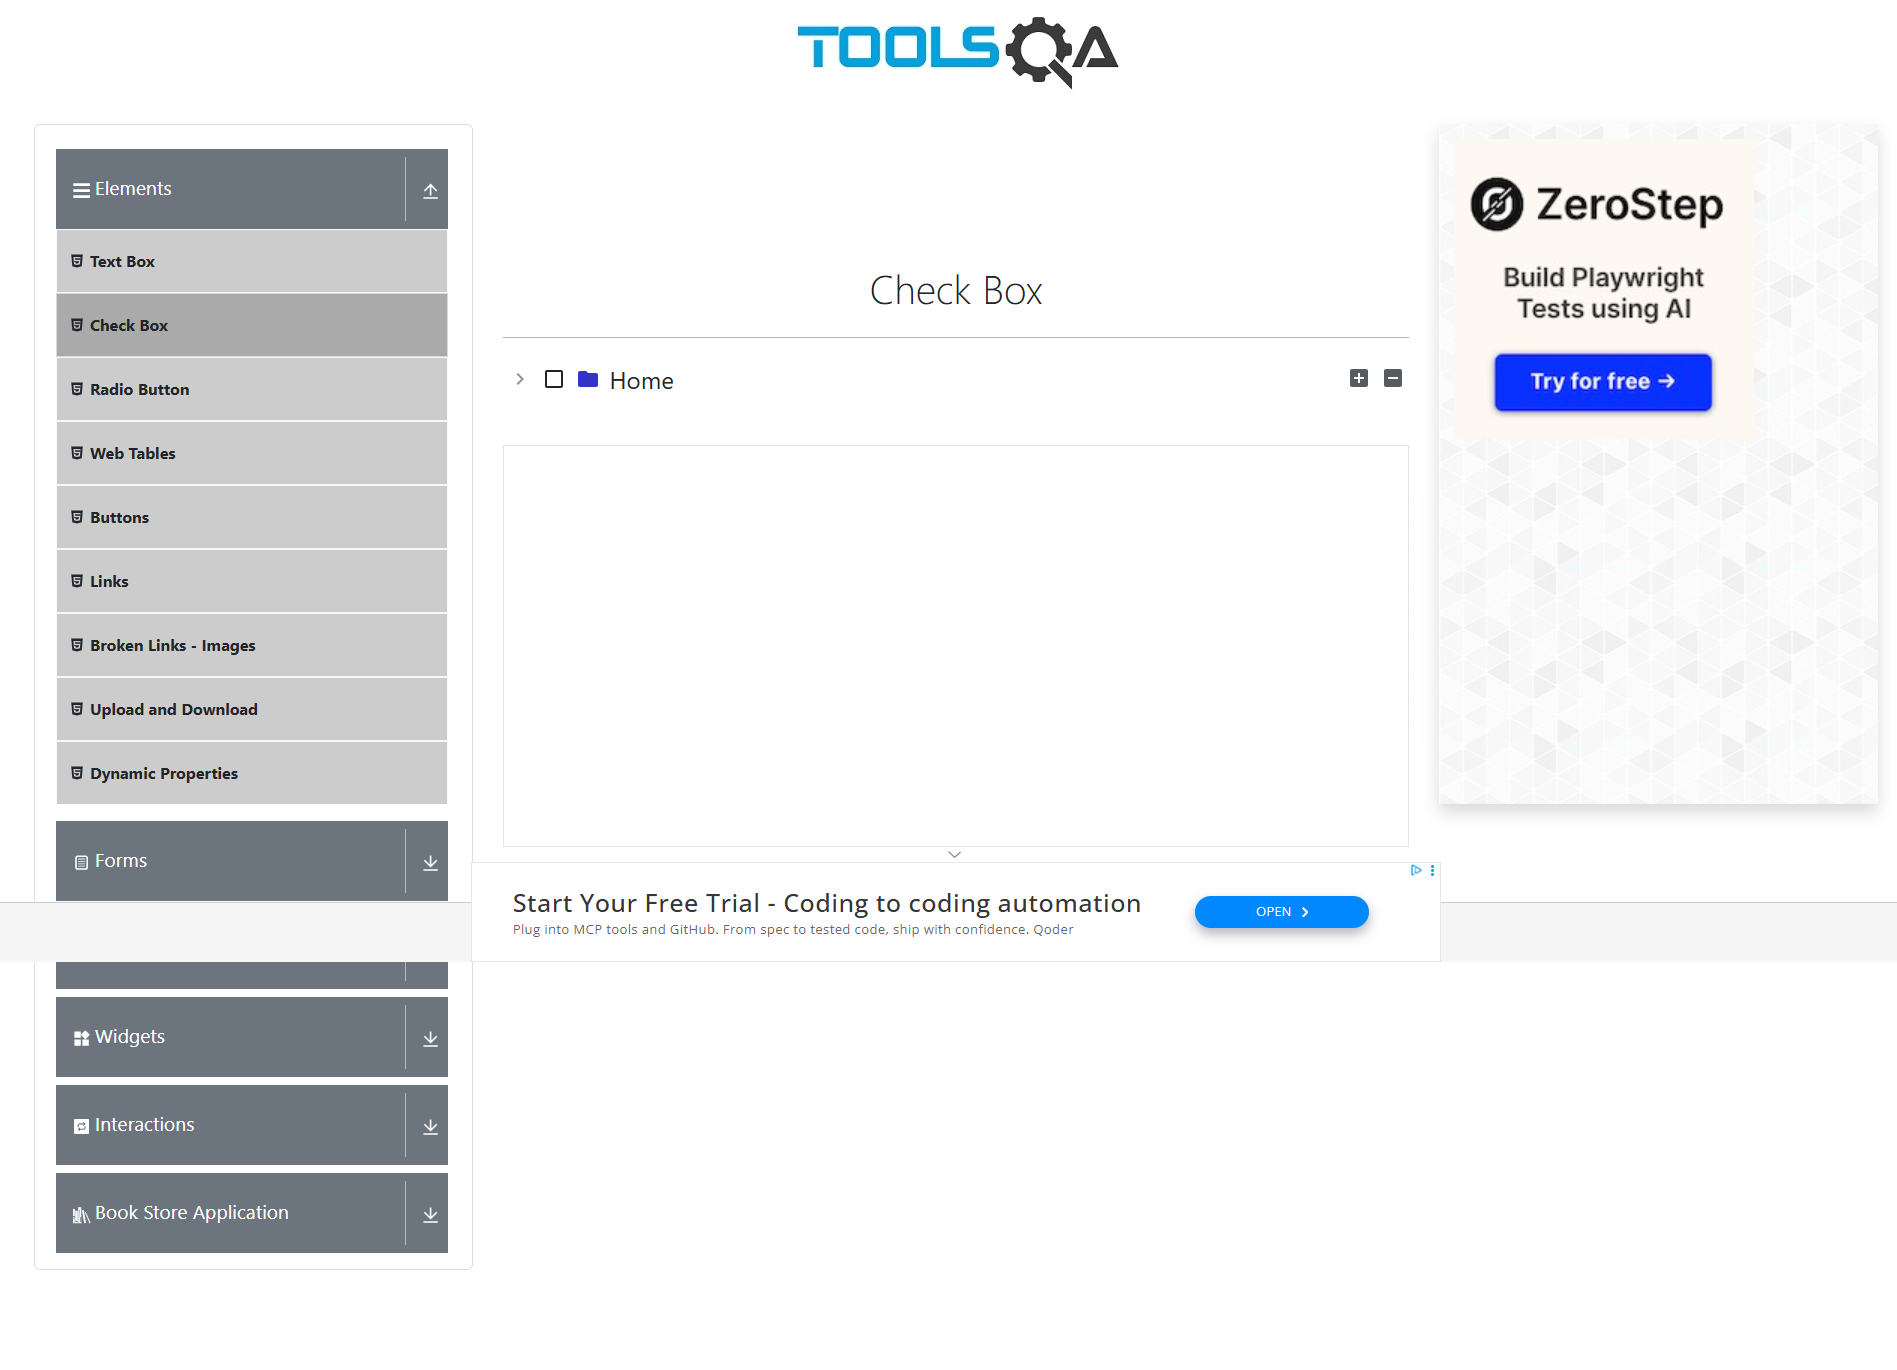 TOOLSQA
Elements
Text Box
Check Box
Radio Button
Web Tables
Buttons
Links
Broken Links - Images
Upload and Download
Dynamic Properties
Forms
Widgets
Interactions
Book Store Application
Check Box
Home
Start Your Free Trial - Coding to coding automation
Plug into MCP tools and GitHub. From spec to tested code, ship with confidence. Qoder
OPEN
ZeroStep
Build Playwright
Tests using AI
Try for free →